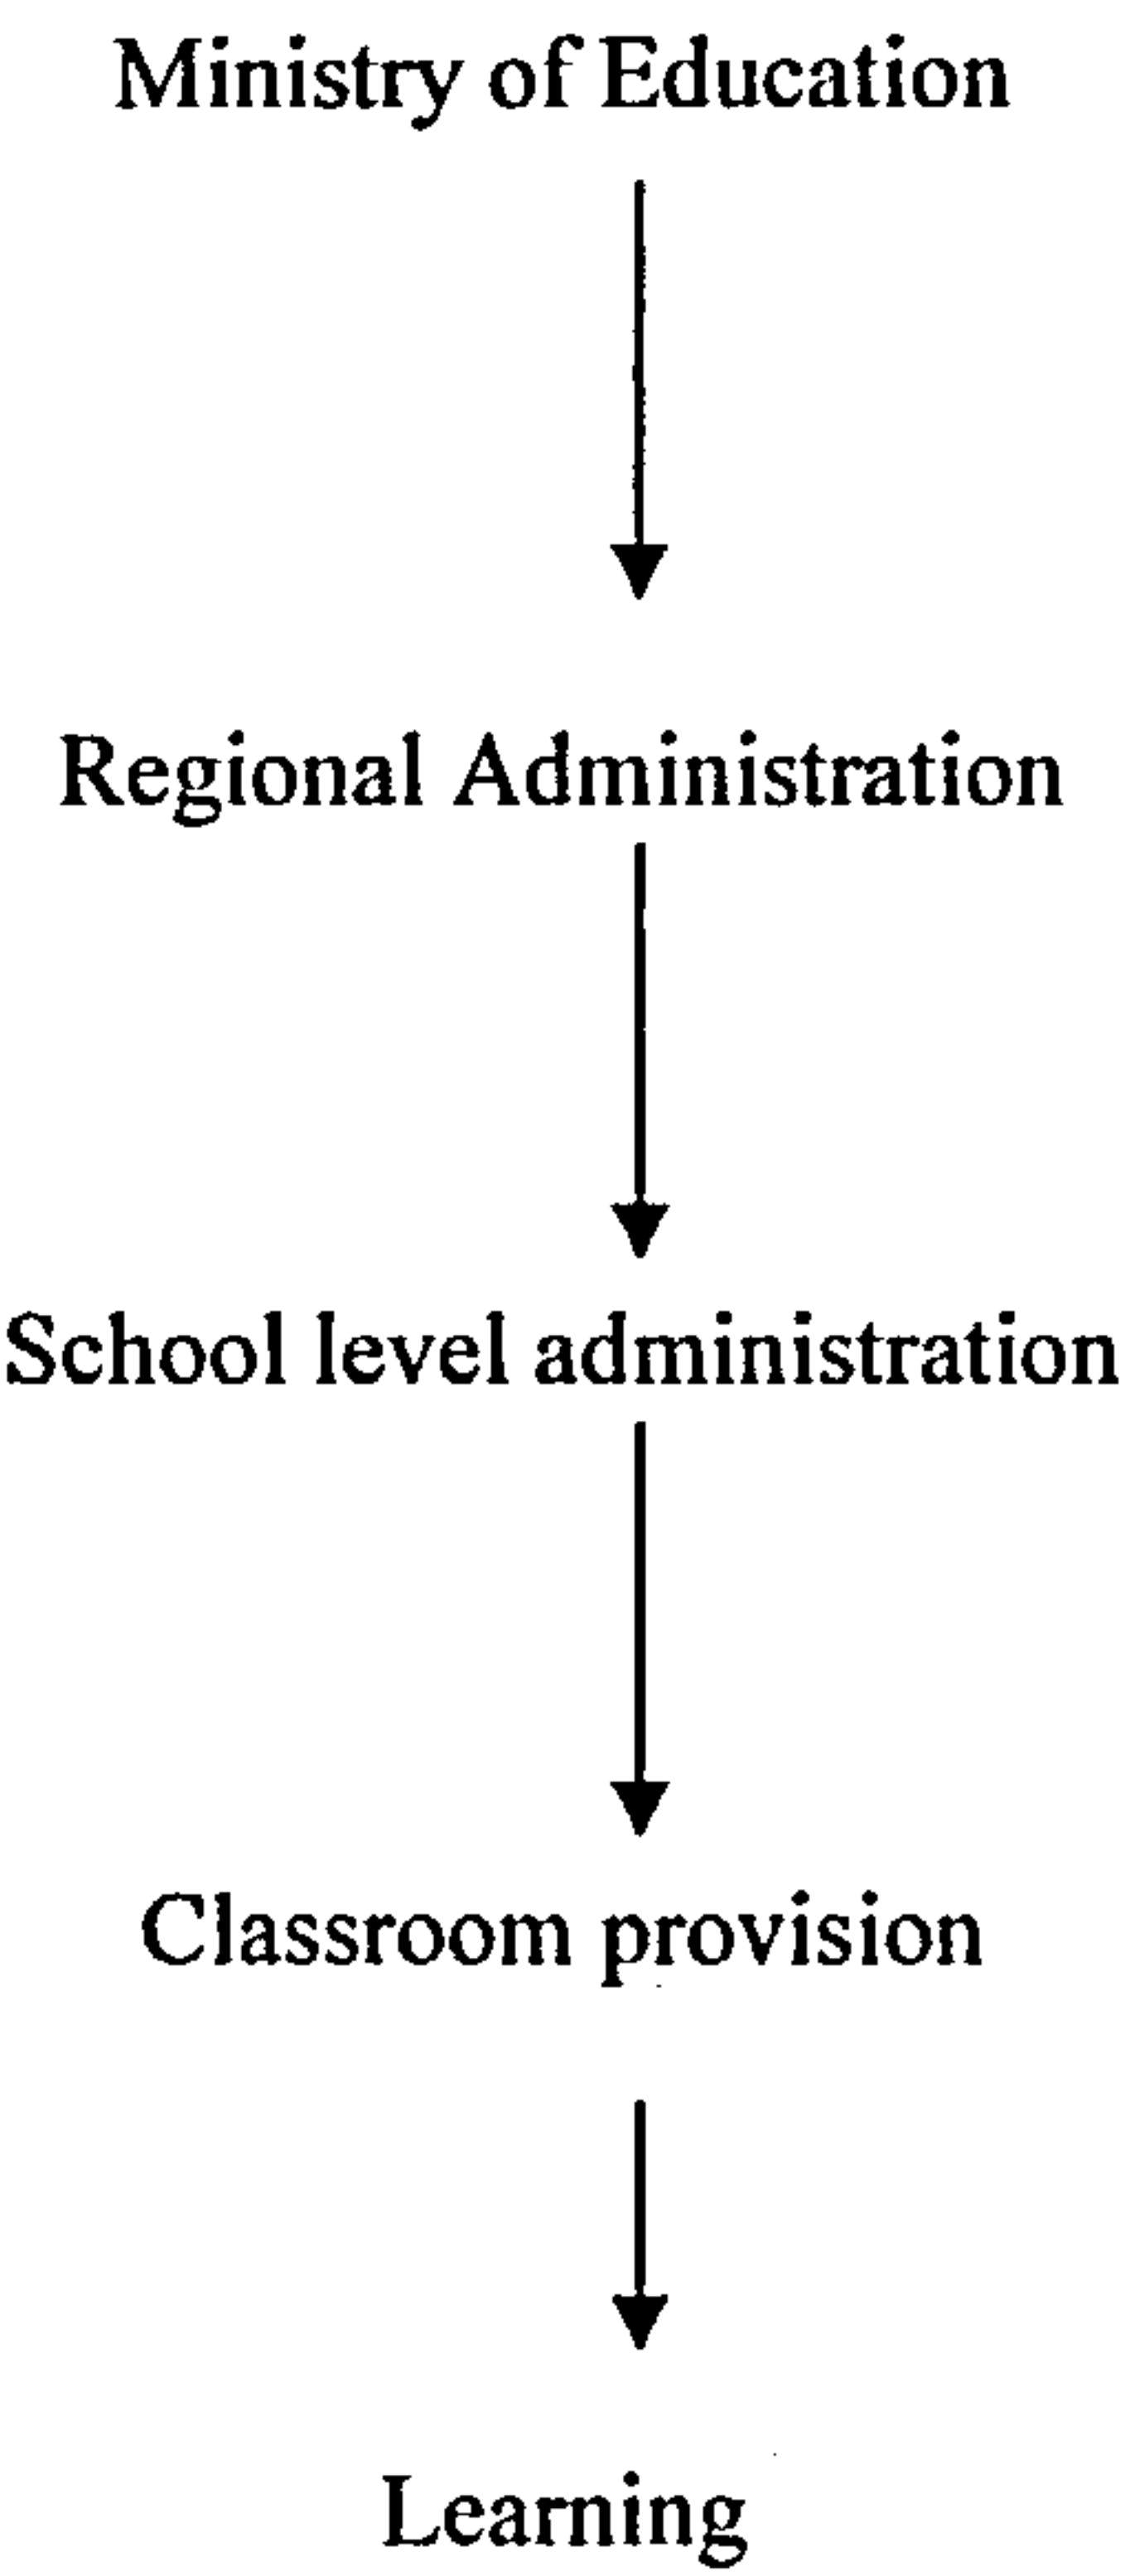 Ministry of Education
Regional Administration
School level administration
Classroom provision
Learning